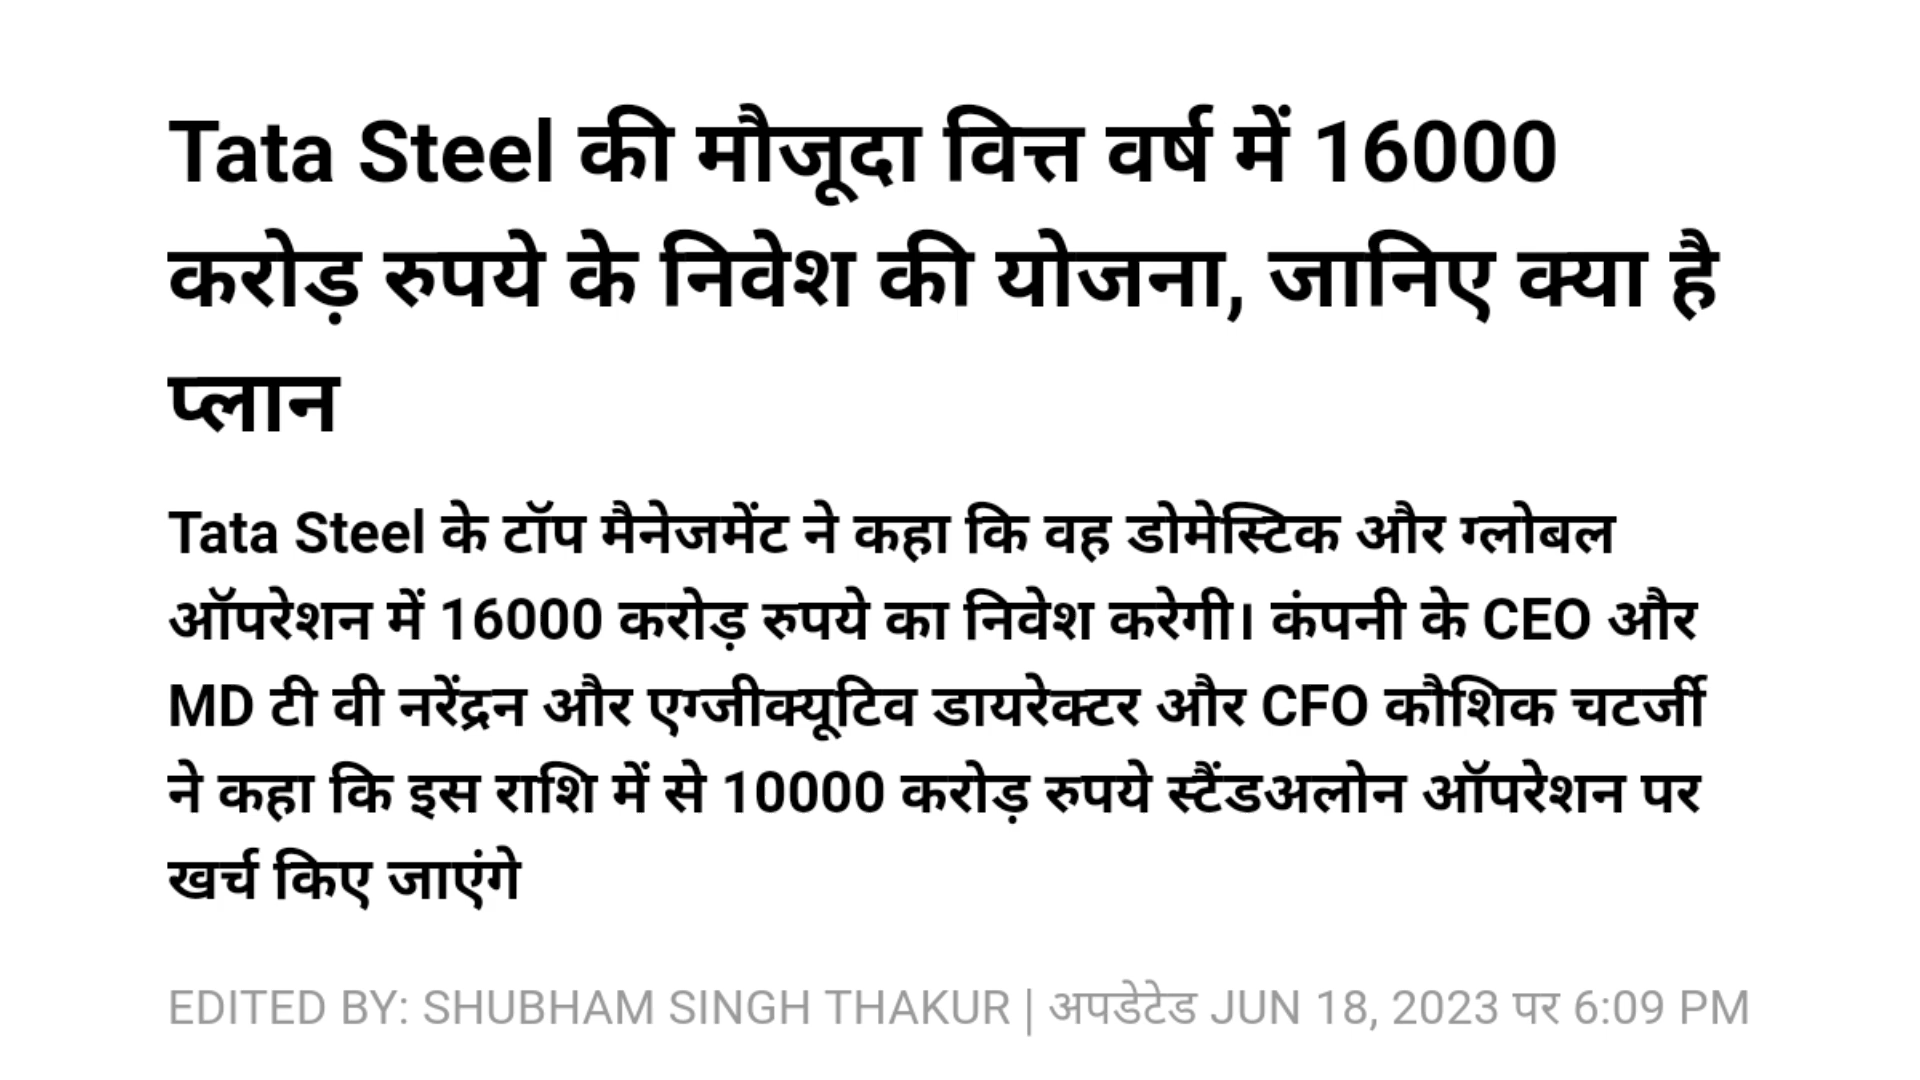 Tata Steel की मौजूदा वित्त वर्ष में 16000
करोड़ रुपये के निवेश की योजना, जानिए क्या है
प्लान
Tata Steel के टॉप मैनेजमेंट ने कहा कि वह डोमेस्टिक और ग्लोबल
ऑपरेशन में 16000 करोड़ रुपये का निवेश करेगी। कंपनी के CEO और
MD टी वी नरेंद्रन और एग्जीक्यूटिव डायरेक्टर और CFO कौशिक चटर्जी
ने कहा कि इस राशि में से 10000 करोड़ रुपये स्टैंडअलोन ऑपरेशन पर
खर्च किए जाएंगे
EDITED BY: SHUBHAM SINGH THAKUR | अपडेटेड JUN 18, 2023 पर 6:09 PM